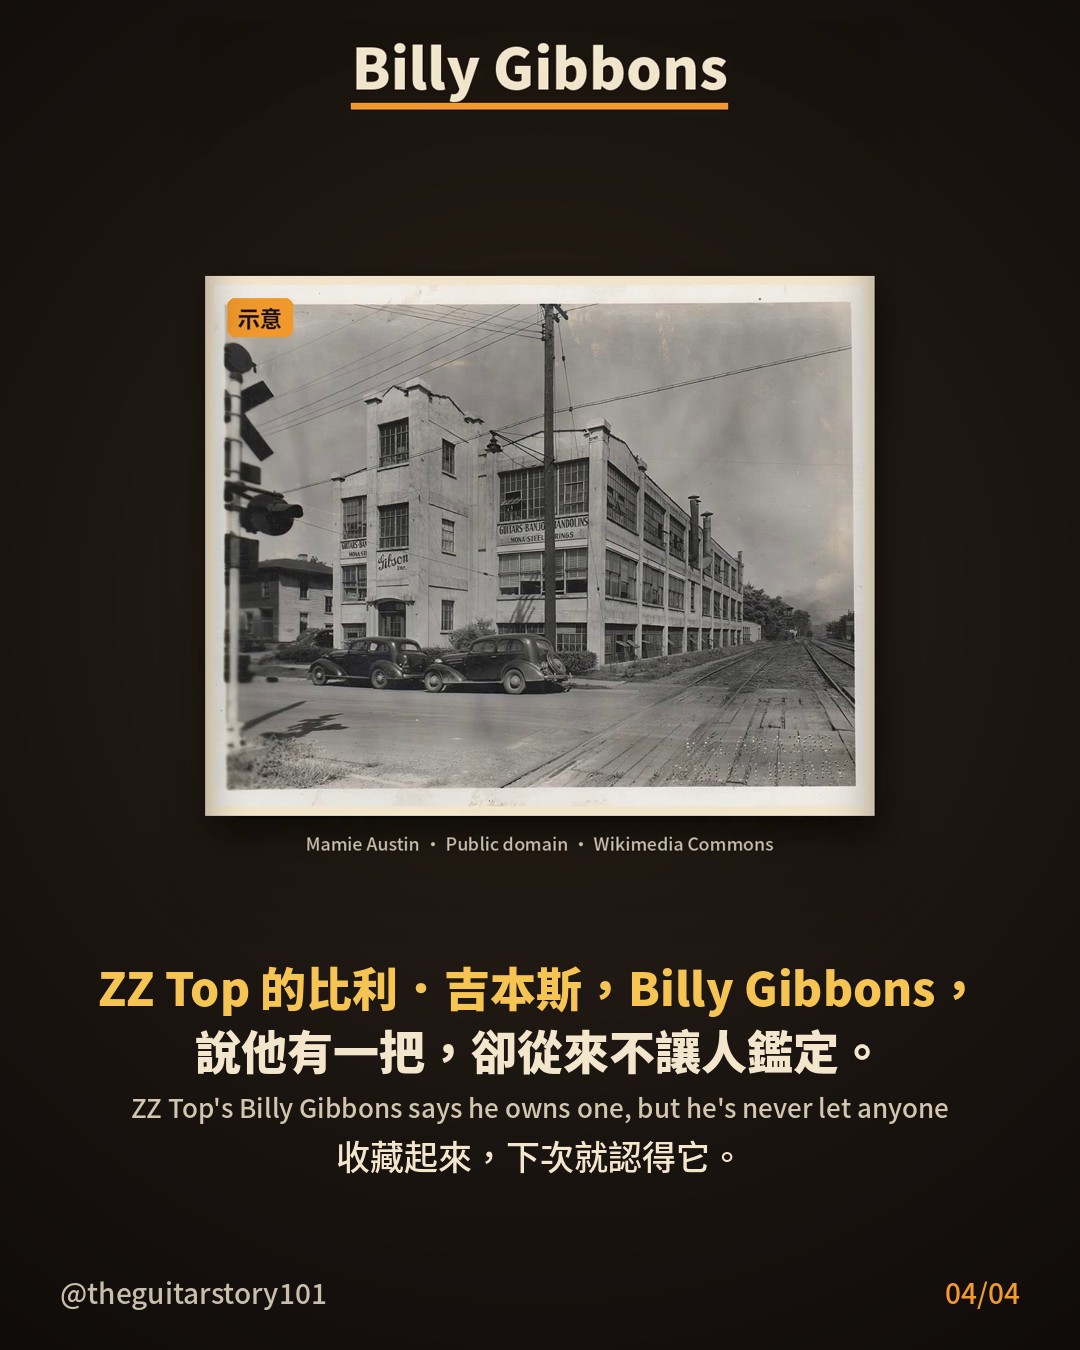 Billy Gibbons
示意
GUITARS·BANJOS·MANDOLINS
MONA-STEEL STRINGS
Gibson
Inc.
Mamie Austin • Public domain • Wikimedia Commons
ZZ Top 的比利・吉本斯，Billy Gibbons，
說他有一把，卻從來不讓人鑑定。
ZZ Top's Billy Gibbons says he owns one, but he's never let anyone
收藏起來，下次就認得它。
@theguitarstory101
04/04